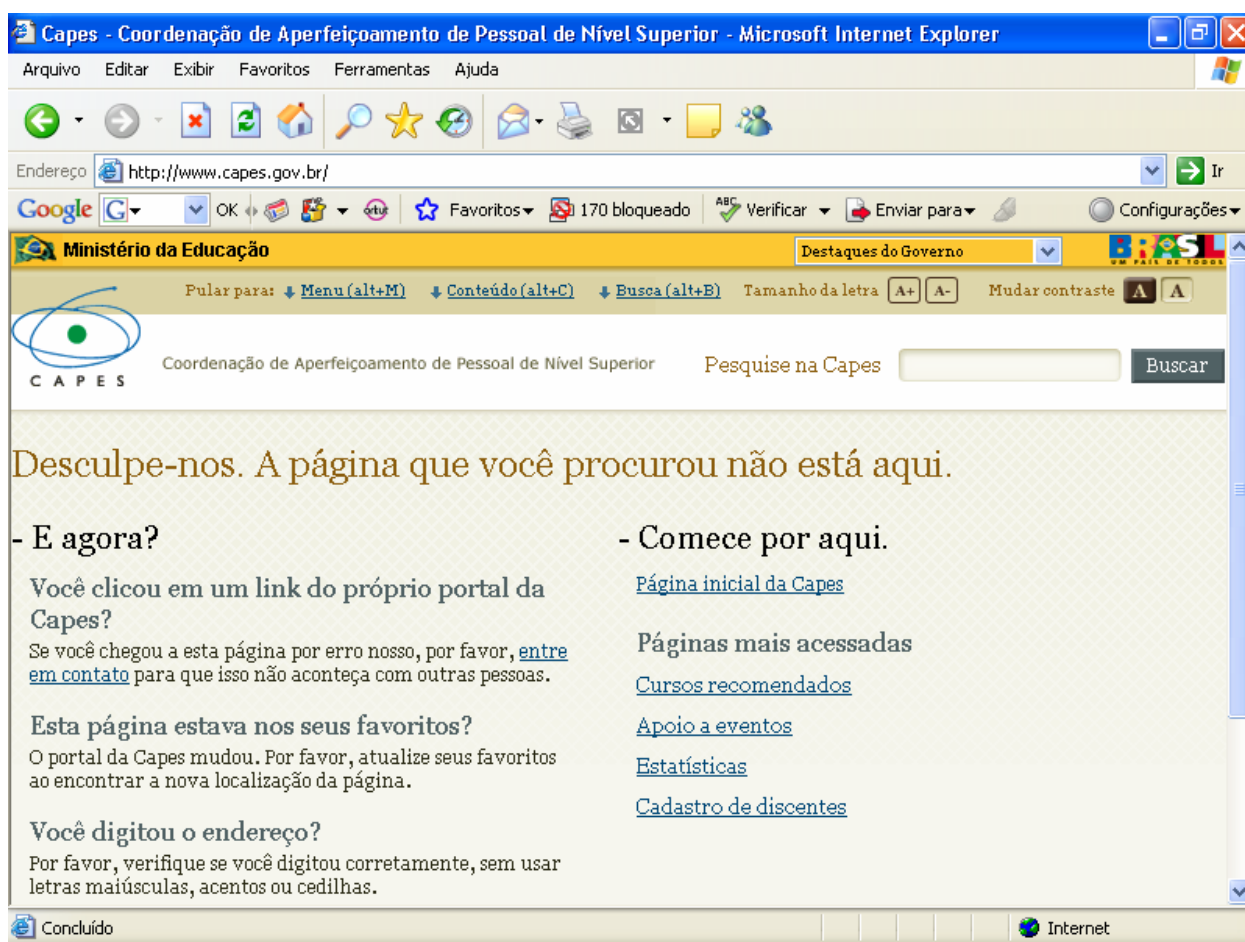 Capes - Coordenação de Aperfeiçoamento de Pessoal de Nível Superior - Microsoft Internet Explorer
Arquivo Editar Exibir Favoritos Ferramentas Ajuda
Endereço http://www.capes.gov.br/ Ir
Google G OK Favoritos 170 bloqueado ABC Verificar Enviar para Configurações
Ministério da Educação Destaques do Governo BRASIL
UM PAÍS DE TODOS
Pular para: Menu (alt+M) Conteúdo (alt+C) Busca (alt+B) Tamanho da letra A+ A- Mudar contraste A A
CAPES
Coordenação de Aperfeiçoamento de Pessoal de Nível Superior Pesquise na Capes Buscar
Desculpe-nos. A página que você procurou não está aqui.
- E agora?
Você clicou em um link do próprio portal da
Capes?
Se você chegou a esta página por erro nosso, por favor, entre
em contato para que isso não aconteça com outras pessoas.
Esta página estava nos seus favoritos?
O portal da Capes mudou. Por favor, atualize seus favoritos
ao encontrar a nova localização da página.
Você digitou o endereço?
Por favor, verifique se você digitou corretamente, sem usar
letras maiúsculas, acentos ou cedilhas.
- Comece por aqui.
Página inicial da Capes
Páginas mais acessadas
Cursos recomendados
Apoio a eventos
Estatísticas
Cadastro de discentes
Concluído Internet